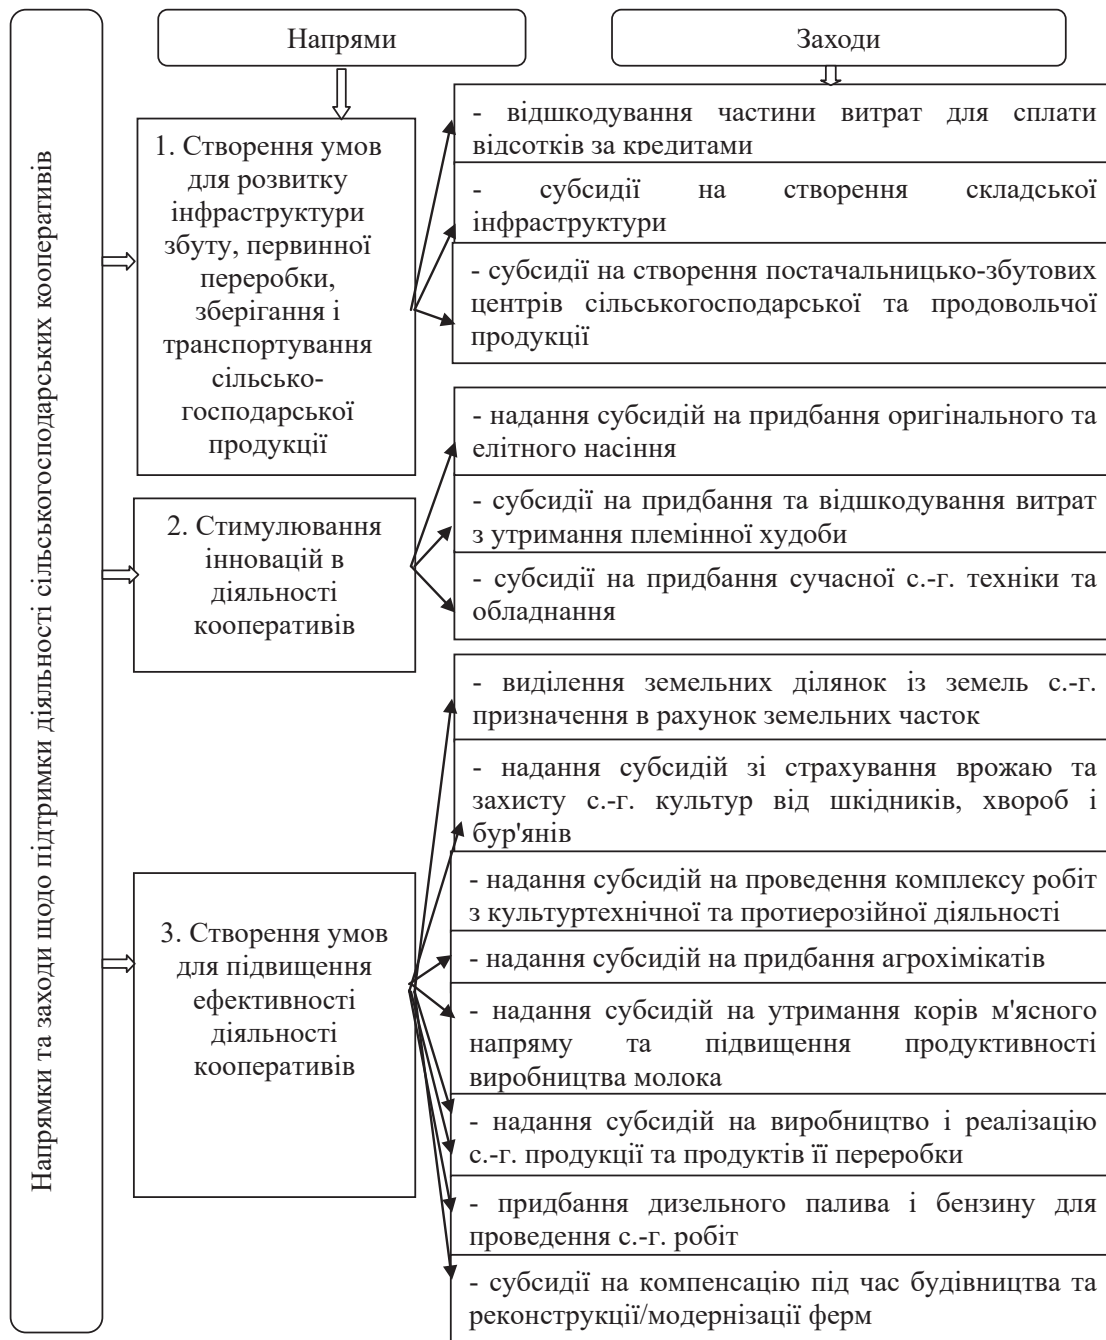 Напрямки та заходи щодо підтримки діяльності сільськогосподарських кооперативів
Напрями
Заходи
1. Створення умов
для розвитку
інфраструктури
збуту, первинної
переробки,
зберігання і
транспортування
сільсько-
господарської
продукції
- відшкодування частини витрат для сплати
відсотків за кредитами
- субсидії на створення складської
інфраструктури
- субсидії на створення постачальницько-збутових
центрів сільськогосподарської та продовольчої
продукції
2. Стимулювання
інновацій в
діяльності
кооперативів
- надання субсидій на придбання оригінального та
елітного насіння
- субсидії на придбання та відшкодування витрат
з утримання племінної худоби
- субсидії на придбання сучасної с.-г. техніки та
обладнання
3. Створення умов
для підвищення
ефективності
діяльності
кооперативів
- виділення земельних ділянок із земель с.-г.
призначення в рахунок земельних часток
- надання субсидій зі страхування врожаю та
захисту с.-г. культур від шкідників, хвороб і
бур'янів
- надання субсидій на проведення комплексу робіт
з культуртехнічної та протиерозійної діяльності
- надання субсидій на придбання агрохімікатів
- надання субсидій на утримання корів м'ясного
напряму та підвищення продуктивності
виробництва молока
- надання субсидій на виробництво і реалізацію
с.-г. продукції та продуктів її переробки
- придбання дизельного палива і бензину для
проведення с.-г. робіт
- субсидії на компенсацію під час будівництва та
реконструкції/модернізації ферм